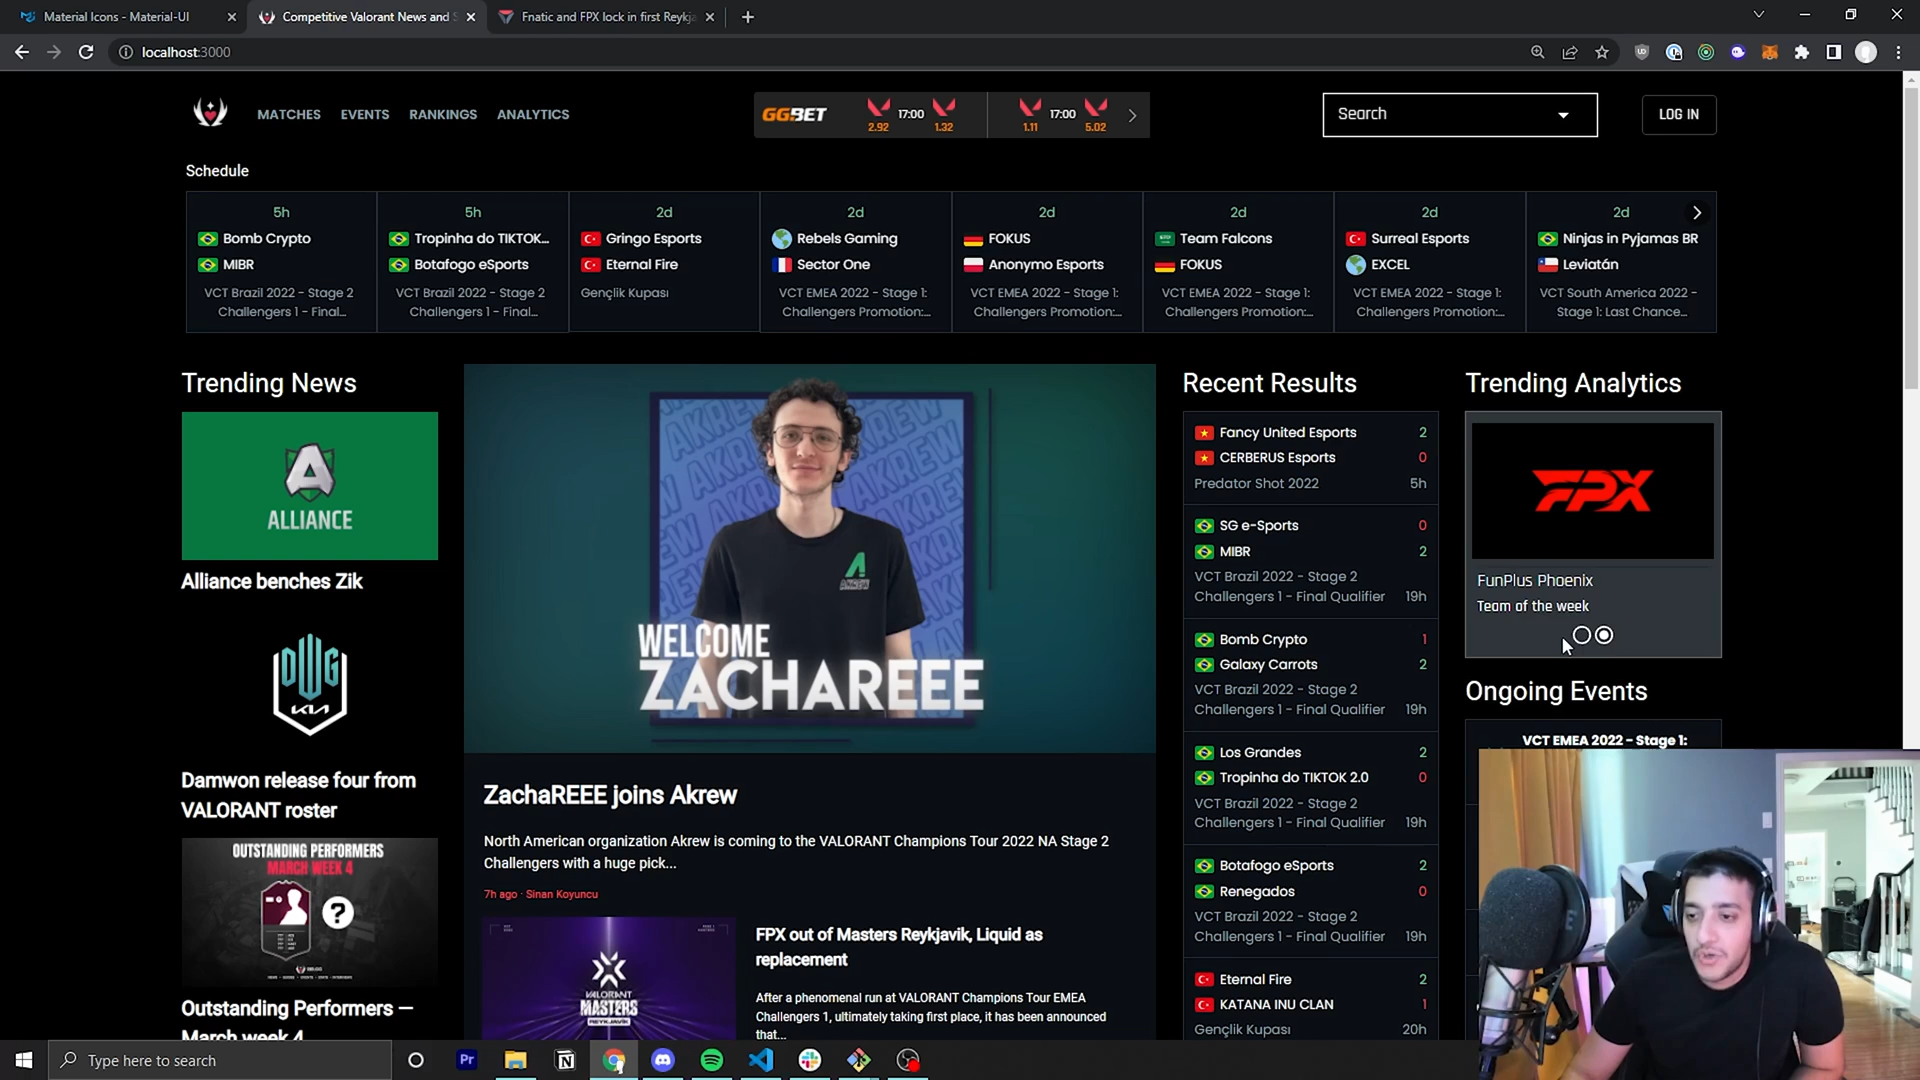 Material Icons - Material-UI
Competitive Valorant News and S
Fnatic and FPX lock in first Reykja
localhost:3000
MATCHES
EVENTS
RANKINGS
ANALYTICS
GG.BET
17:00
2.92
1.32
17:00
1.11
5.02
Search
LOG IN
Schedule
5h
Bomb Crypto
MIBR
VCT Brazil 2022 - Stage 2
Challengers 1 - Final...
5h
Tropinha do TIKTOK...
Botafogo eSports
VCT Brazil 2022 - Stage 2
Challengers 1 - Final...
2d
Gringo Esports
Eternal Fire
Gençlik Kupası
2d
Rebels Gaming
Sector One
VCT EMEA 2022 - Stage 1:
Challengers Promotion:...
2d
FOKUS
Anonymo Esports
VCT EMEA 2022 - Stage 1:
Challengers Promotion:...
2d
Team Falcons
FOKUS
VCT EMEA 2022 - Stage 1:
Challengers Promotion:...
2d
Surreal Esports
EXCEL
VCT EMEA 2022 - Stage 1:
Challengers Promotion:...
2d
Ninjas in Pyjamas BR
Leviatán
VCT South America 2022 -
Stage 1: Last Chance...
Trending News
ALLIANCE
Alliance benches Zik
Damwon release four from
VALORANT roster
OUTSTANDING PERFORMERS
MARCH WEEK 4
?
Outstanding Performers —
March week 4
WELCOME
ZACHAREEE
AKREW
ZachaREEE joins Akrew
North American organization Akrew is coming to the VALORANT Champions Tour 2022 NA Stage 2
Challengers with a huge pick...
7h ago · Sinan Koyuncu
VALORANT
MASTERS
REYKJAVÍK
FPX out of Masters Reykjavik, Liquid as
replacement
After a phenomenal run at VALORANT Champions Tour EMEA
Challengers 1, ultimately taking first place, it has been announced
that...
Recent Results
Fancy United Esports 2
CERBERUS Esports 0
Predator Shot 2022 5h
SG e-Sports 0
MIBR 2
VCT Brazil 2022 - Stage 2
Challengers 1 - Final Qualifier 19h
Bomb Crypto 1
Galaxy Carrots 2
VCT Brazil 2022 - Stage 2
Challengers 1 - Final Qualifier 19h
Los Grandes 2
Tropinha do TIKTOK 2.0 0
VCT Brazil 2022 - Stage 2
Challengers 1 - Final Qualifier 19h
Botafogo eSports 2
Renegados 0
VCT Brazil 2022 - Stage 2
Challengers 1 - Final Qualifier 19h
Eternal Fire 2
KATANA INU CLAN 1
Gençlik Kupası 20h
Trending Analytics
FPX
FunPlus Phoenix
Team of the week
Ongoing Events
VCT EMEA 2022 - Stage 1:
Type here to search
Pr